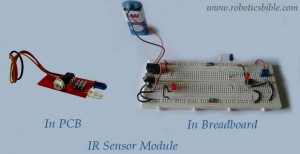 www.roboticsbible.com
In PCB
In Breadboard
IR Sensor Module